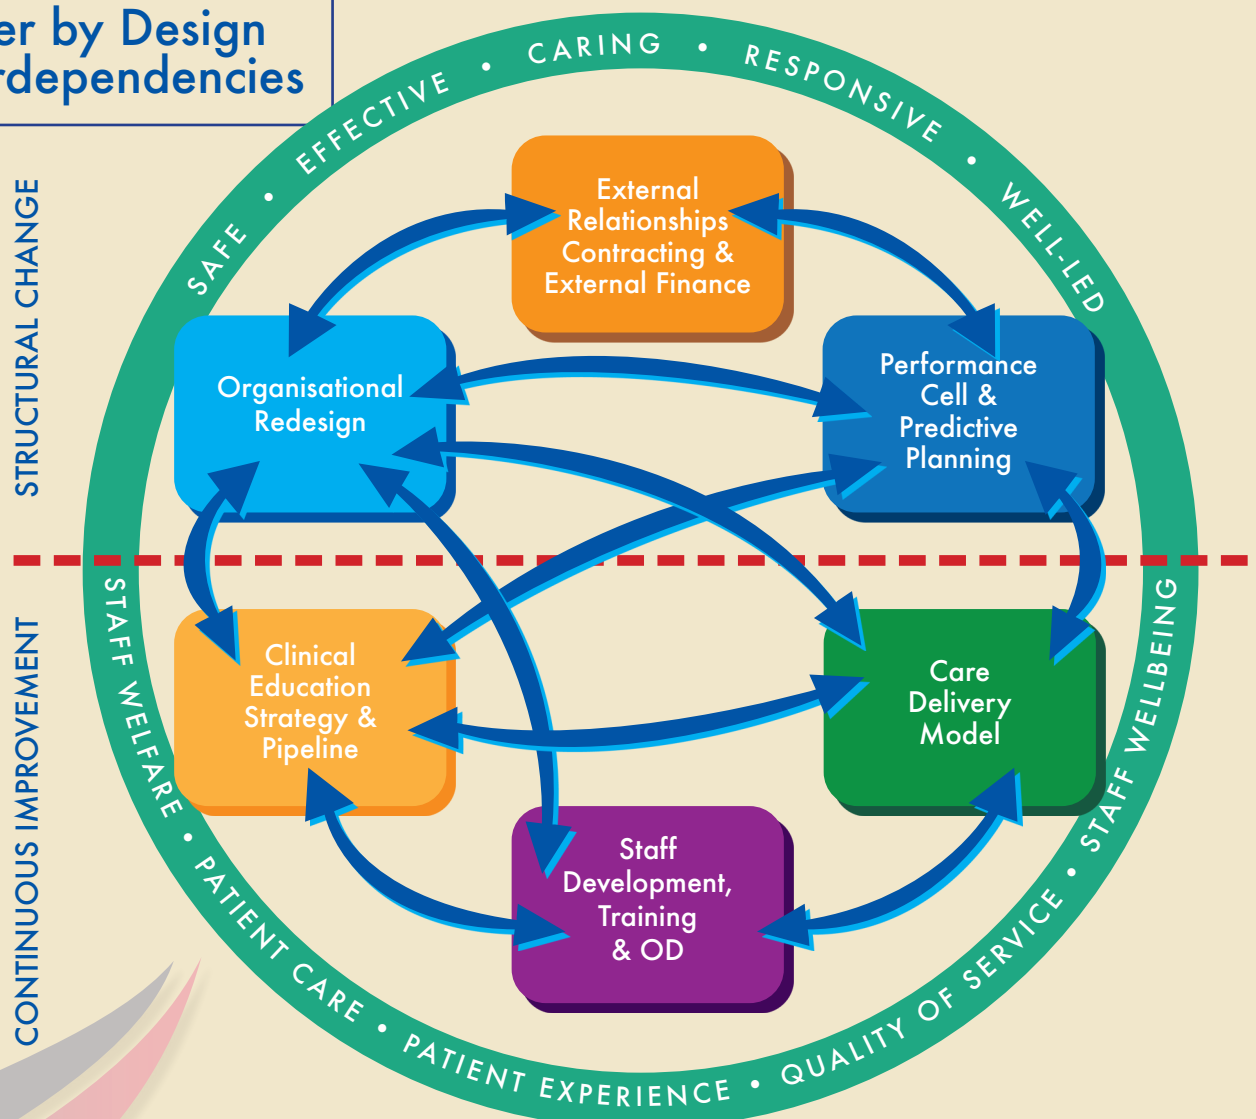 er by Design
rdependencies
SAFE • EFFECTIVE • CARING • RESPONSIVE • WELL-LED
STRUCTURAL CHANGE
External
Relationships
Contracting &
External Finance
Organisational
Redesign
Performance
Cell &
Predictive
Planning
CONTINUOUS IMPROVEMENT
Clinical
Education
Strategy &
Pipeline
Care
Delivery
Model
Staff
Development,
Training
& OD
STAFF WELFARE • PATIENT CARE • PATIENT EXPERIENCE • QUALITY OF SERVICE • STAFF WELLBEING